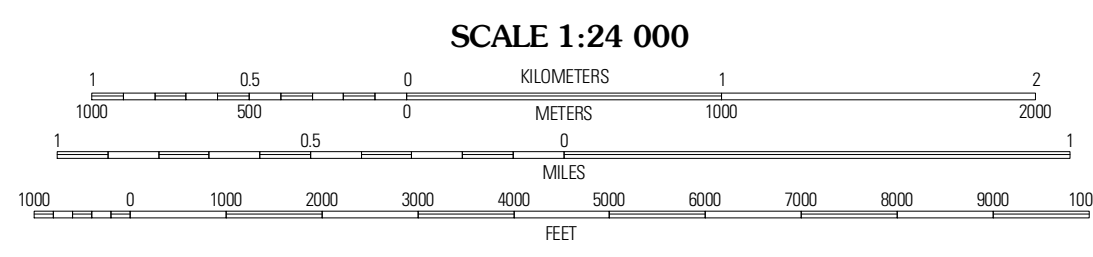 SCALE 1:24 000
1 0.5 0 KILOMETERS 1 2
1000 500 0 METERS 1000 2000
1 0.5 0 1
MILES
1000 0 1000 2000 3000 4000 5000 6000 7000 8000 9000 100
FEET